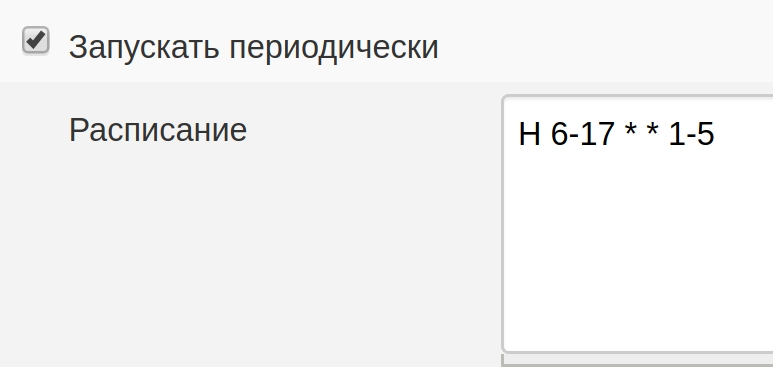 Запускать периодически
Расписание
H 6-17 * * 1-5